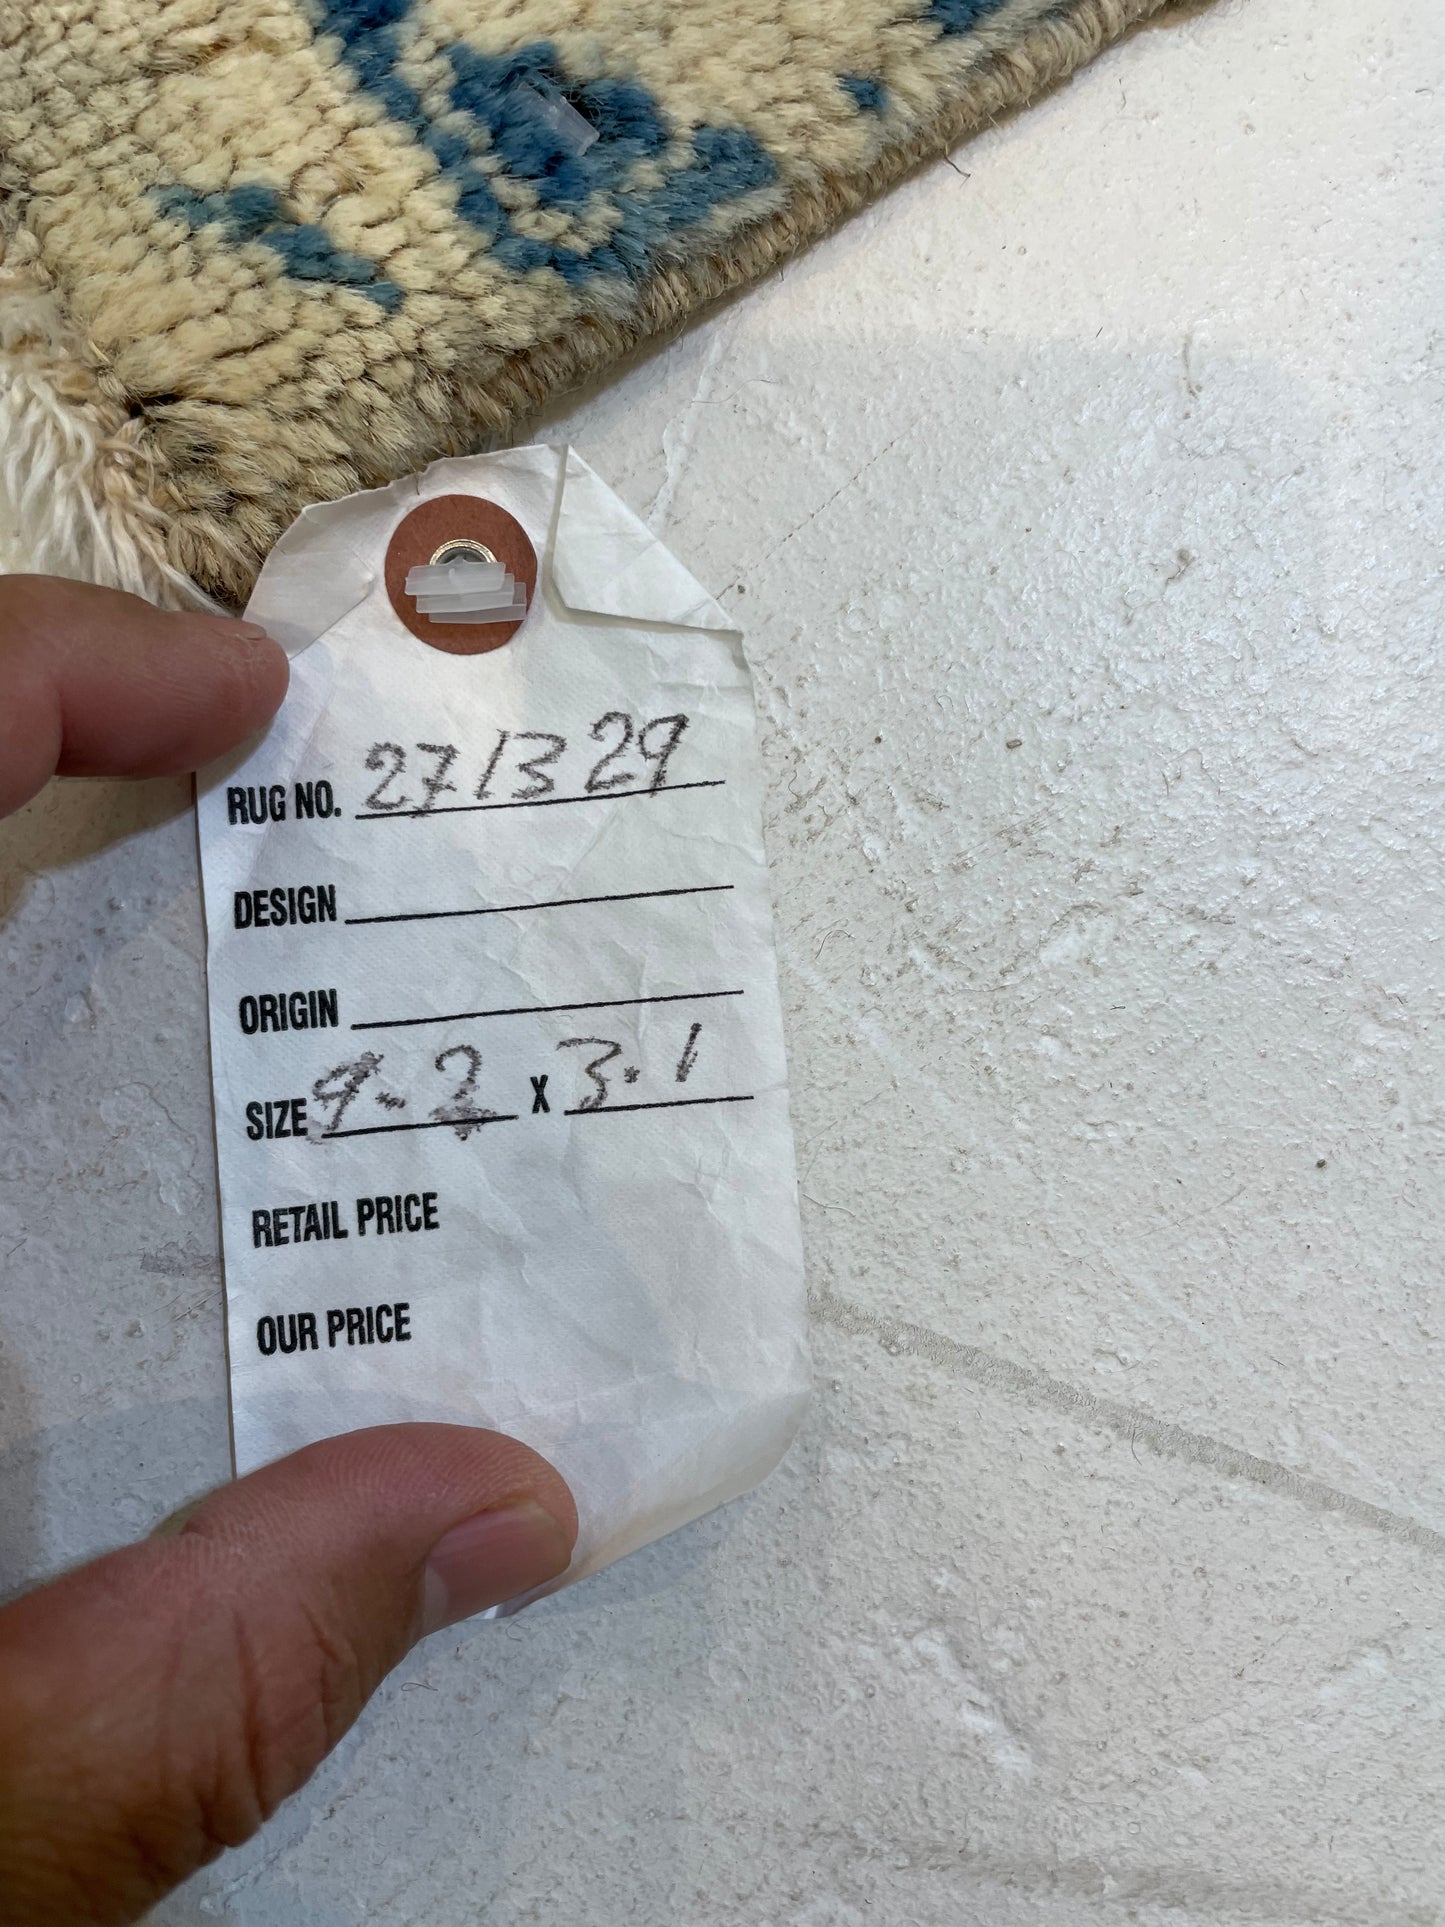 RUG NO. 271329
DESIGN
ORIGIN
SIZE 9-2 x 3.1
RETAIL PRICE
OUR PRICE